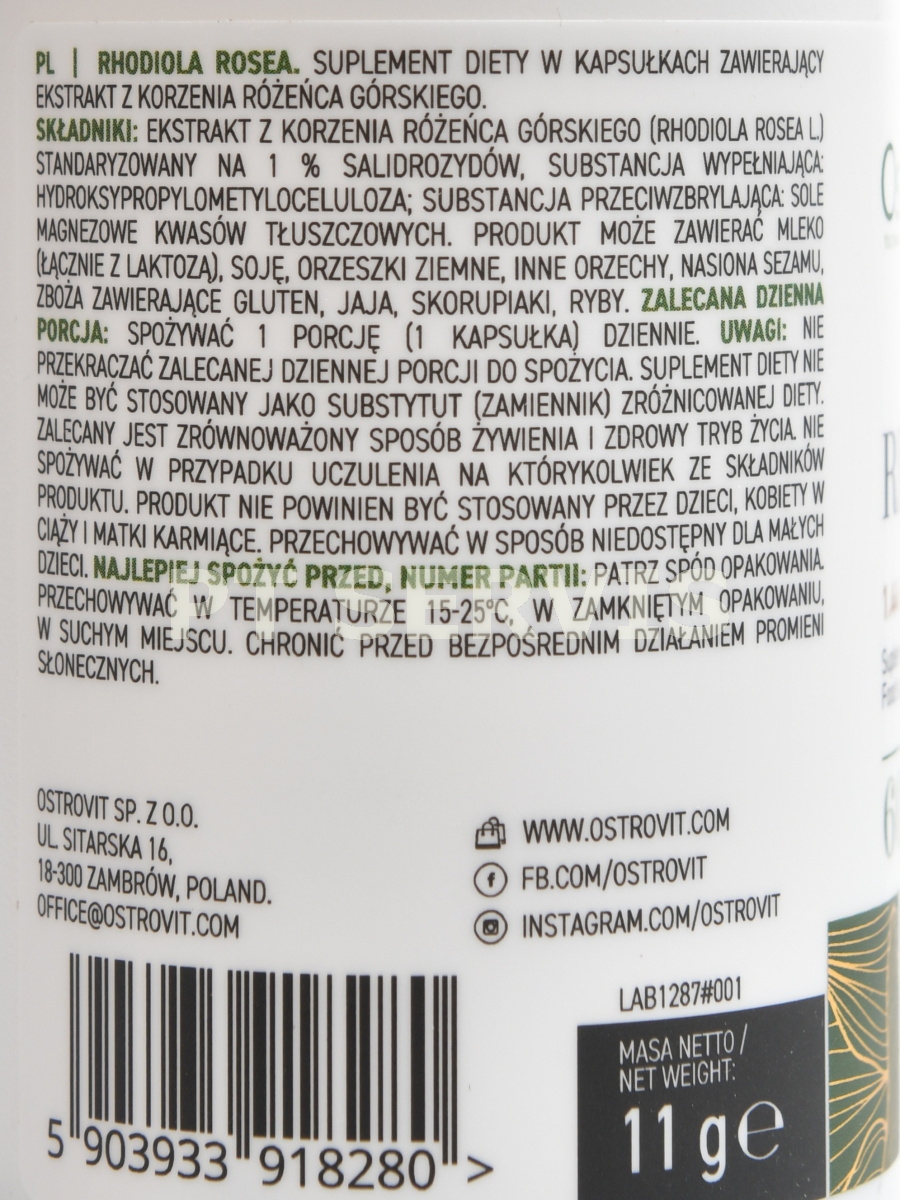 PL | RHODIOLA ROSEA. SUPLEMENT DIETY W KAPSUŁKACH ZAWIERAJĄCY
EKSTRAKT Z KORZENIA RÓŻEŃCA GÓRSKIEGO.
SKŁADNIKI: EKSTRAKT Z KORZENIA RÓŻEŃCA GÓRSKIEGO (RHODIOLA ROSEA L.)
STANDARYZOWANY NA 1 % SALIDROZYDÓW, SUBSTANCJA WYPEŁNIAJĄCA:
HYDROKSYPROPYLOMETYLOCELULOZA; SUBSTANCJA PRZECIWZBRYLAJĄCA: SOLE
MAGNEZOWE KWASÓW TŁUSZCZOWYCH. PRODUKT MOŻE ZAWIERAĆ MLEKO
(ŁĄCZNIE Z LAKTOZĄ), SOJĘ, ORZESZKI ZIEMNE, INNE ORZECHY, NASIONA SEZAMU,
ZBOŻA ZAWIERAJĄCE GLUTEN, JAJA, SKORUPIAKI, RYBY. ZALECANA DZIENNA
PORCJA: SPOŻYWAĆ 1 PORCJĘ (1 KAPSUŁKA) DZIENNIE. UWAGI: NIE
PRZEKRACZAĆ ZALECANEJ DZIENNEJ PORCJI DO SPOŻYCIA. SUPLEMENT DIETY NIE
MOŻE BYĆ STOSOWANY JAKO SUBSTYTUT (ZAMIENNIK) ZRÓŻNICOWANEJ DIETY.
ZALECANY JEST ZRÓWNOWAŻONY SPOSÓB ŻYWIENIA I ZDROWY TRYB ŻYCIA. NIE
SPOŻYWAĆ W PRZYPADKU UCZULENIA NA KTÓRYKOLWIEK ZE SKŁADNIKÓW
PRODUKTU. PRODUKT NIE POWINIEN BYĆ STOSOWANY PRZEZ DZIECI, KOBIETY W
CIĄŻY I MATKI KARMIĄCE. PRZECHOWYWAĆ W SPOSÓB NIEDOSTĘPNY DLA MAŁYCH
DZIECI. NAJLEPIEJ SPOŻYĆ PRZED, NUMER PARTII: PATRZ SPÓD OPAKOWANIA.
PRZECHOWYWAĆ W TEMPERATURZE 15-25°C, W ZAMKNIĘTYM OPAKOWANIU,
W SUCHYM MIEJSCU. CHRONIĆ PRZED BEZPOŚREDNIM DZIAŁANIEM PROMIENI
SŁONECZNYCH.
OSTROVIT SP. Z O.O.
UL. SITARSKA 16,
18-300 ZAMBRÓW, POLAND.
OFFICE@OSTROVIT.COM
WWW.OSTROVIT.COM
FB.COM/OSTROVIT
INSTAGRAM.COM/OSTROVIT
LAB1287#001
MASA NETTO /
NET WEIGHT:
11 g℮
5 903933 918280 >